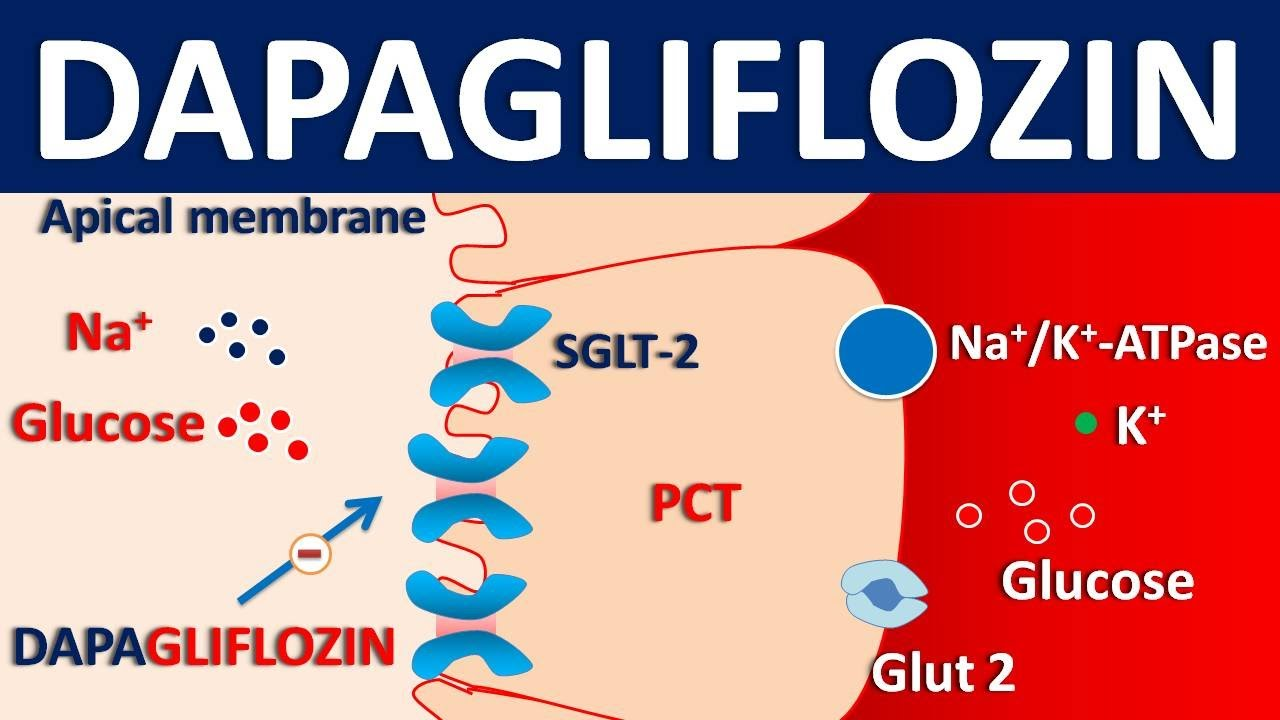 DAPAGLIFLOZIN
Apical membrane
Na⁺
Glucose
SGLT-2
PCT
DAPAGLIFLOZIN
Na⁺/K⁺-ATPase
K⁺
Glucose
Glut 2